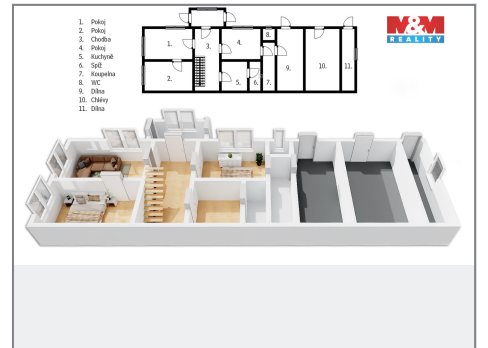 1. Pokoj
2. Pokoj
3. Chodba
4. Pokoj
5. Kuchyně
6. Spíž
7. Koupelna
8. WC
9. Dílna
10. Chlévy
11. Dílna
M&M
REALITY
1. 3. 4. 8. 9. 10. 11.
2. 5. 6. 7.